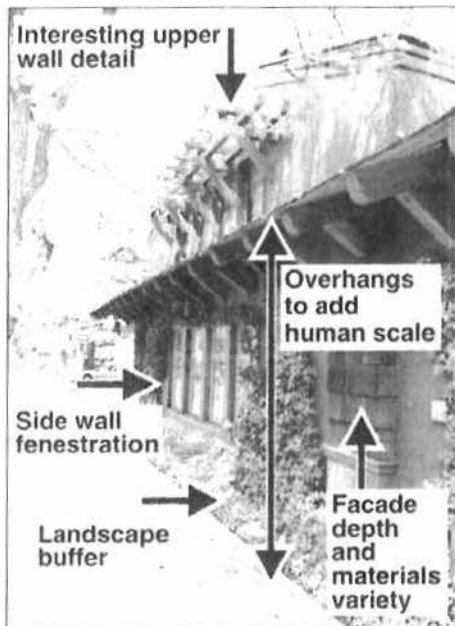 Interesting upper
wall detail
Overhangs
to add
human scale
Side wall
fenestration
Landscape
buffer
Facade
depth
and
materials
variety